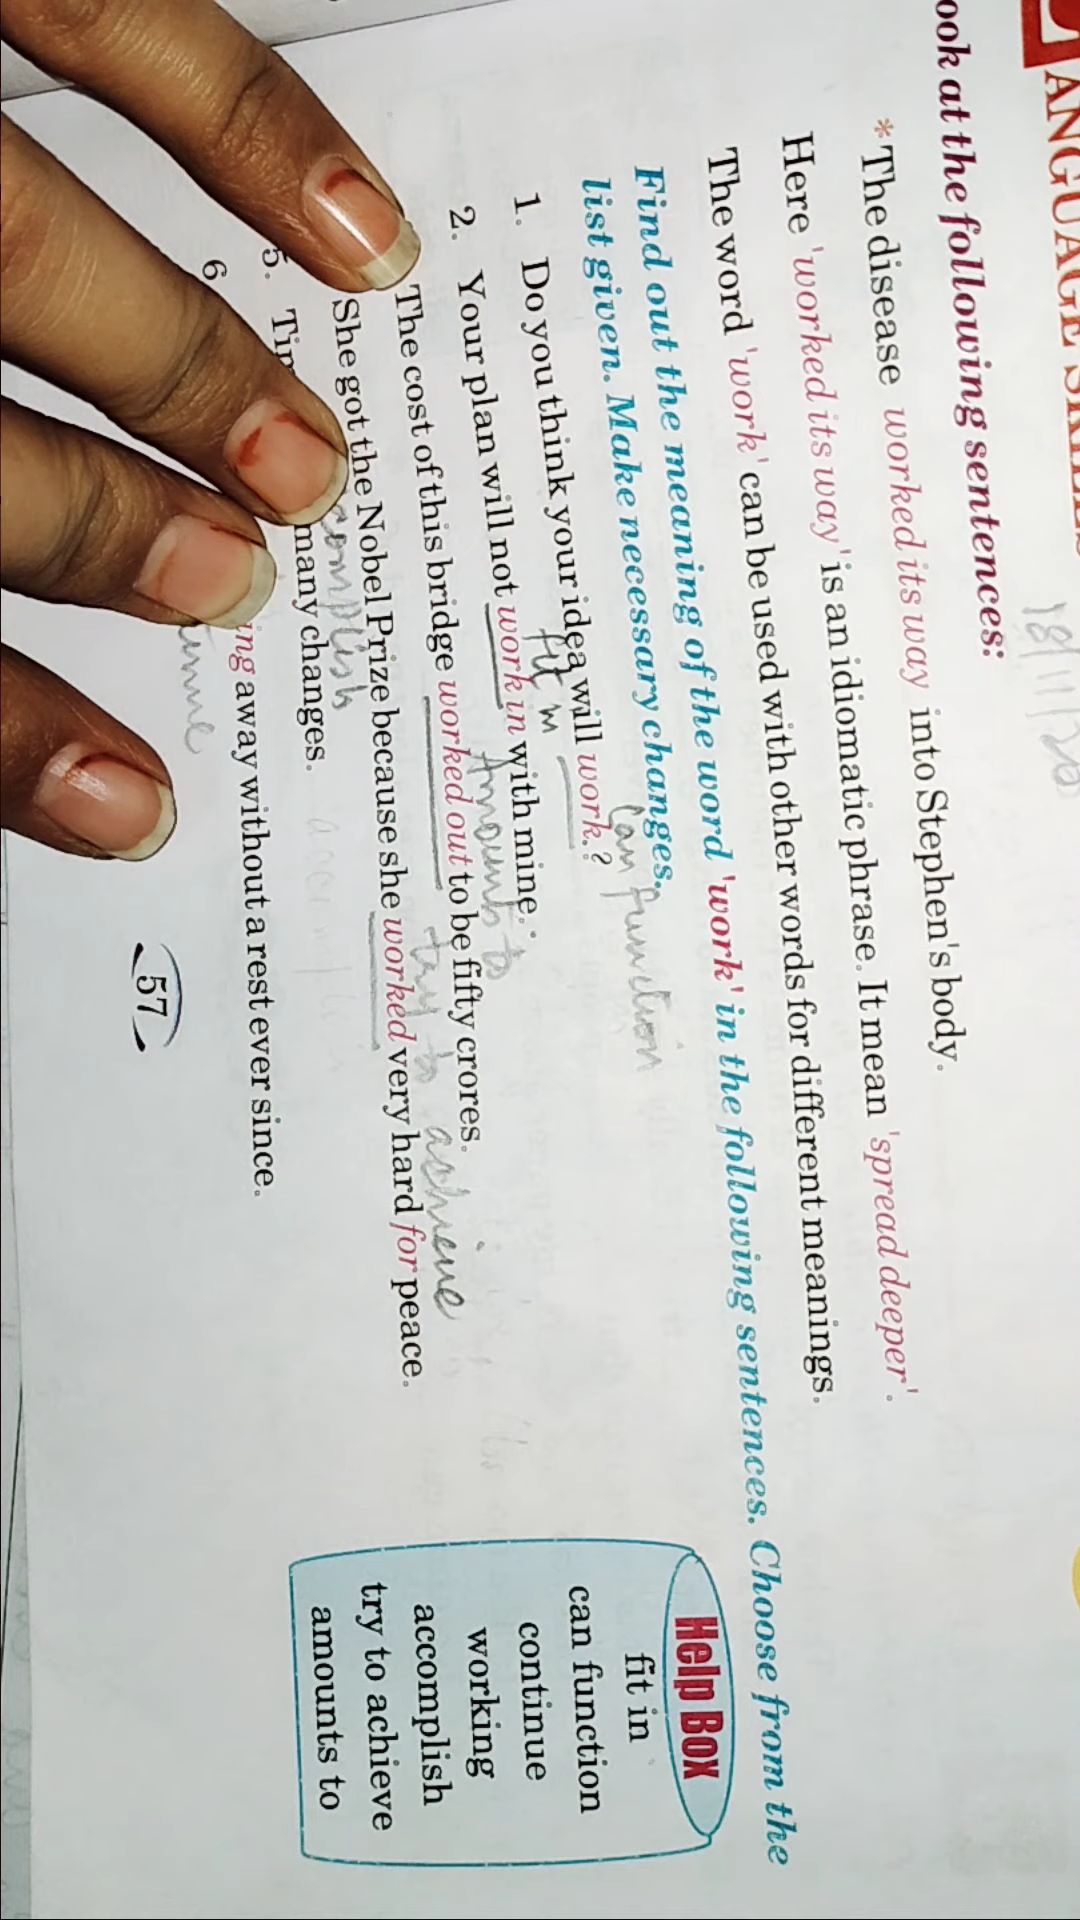 ANGUAGE
18/11/20
ook at the following sentences:
*The disease worked its way into Stephen's body.
Here 'worked its way' is an idiomatic phrase. It mean 'spread deeper'.
The word 'work' can be used with other words for different meanings.
Find out the meaning of the word 'work' in the following sentences. Choose from the
list given. Make necessary changes.
can function
1. Do you think your idea will work.?
fit in
2. Your plan will not work in with mine.
Amounts to
The cost of this bridge worked out to be fifty crores.
try to achieve
She got the Nobel Prize because she worked very hard for peace.
accomplish
5. many changes.
6 ing away without a rest ever since.
57
Help Box
fit in
can function
continue
working
accomplish
try to achieve
amounts to